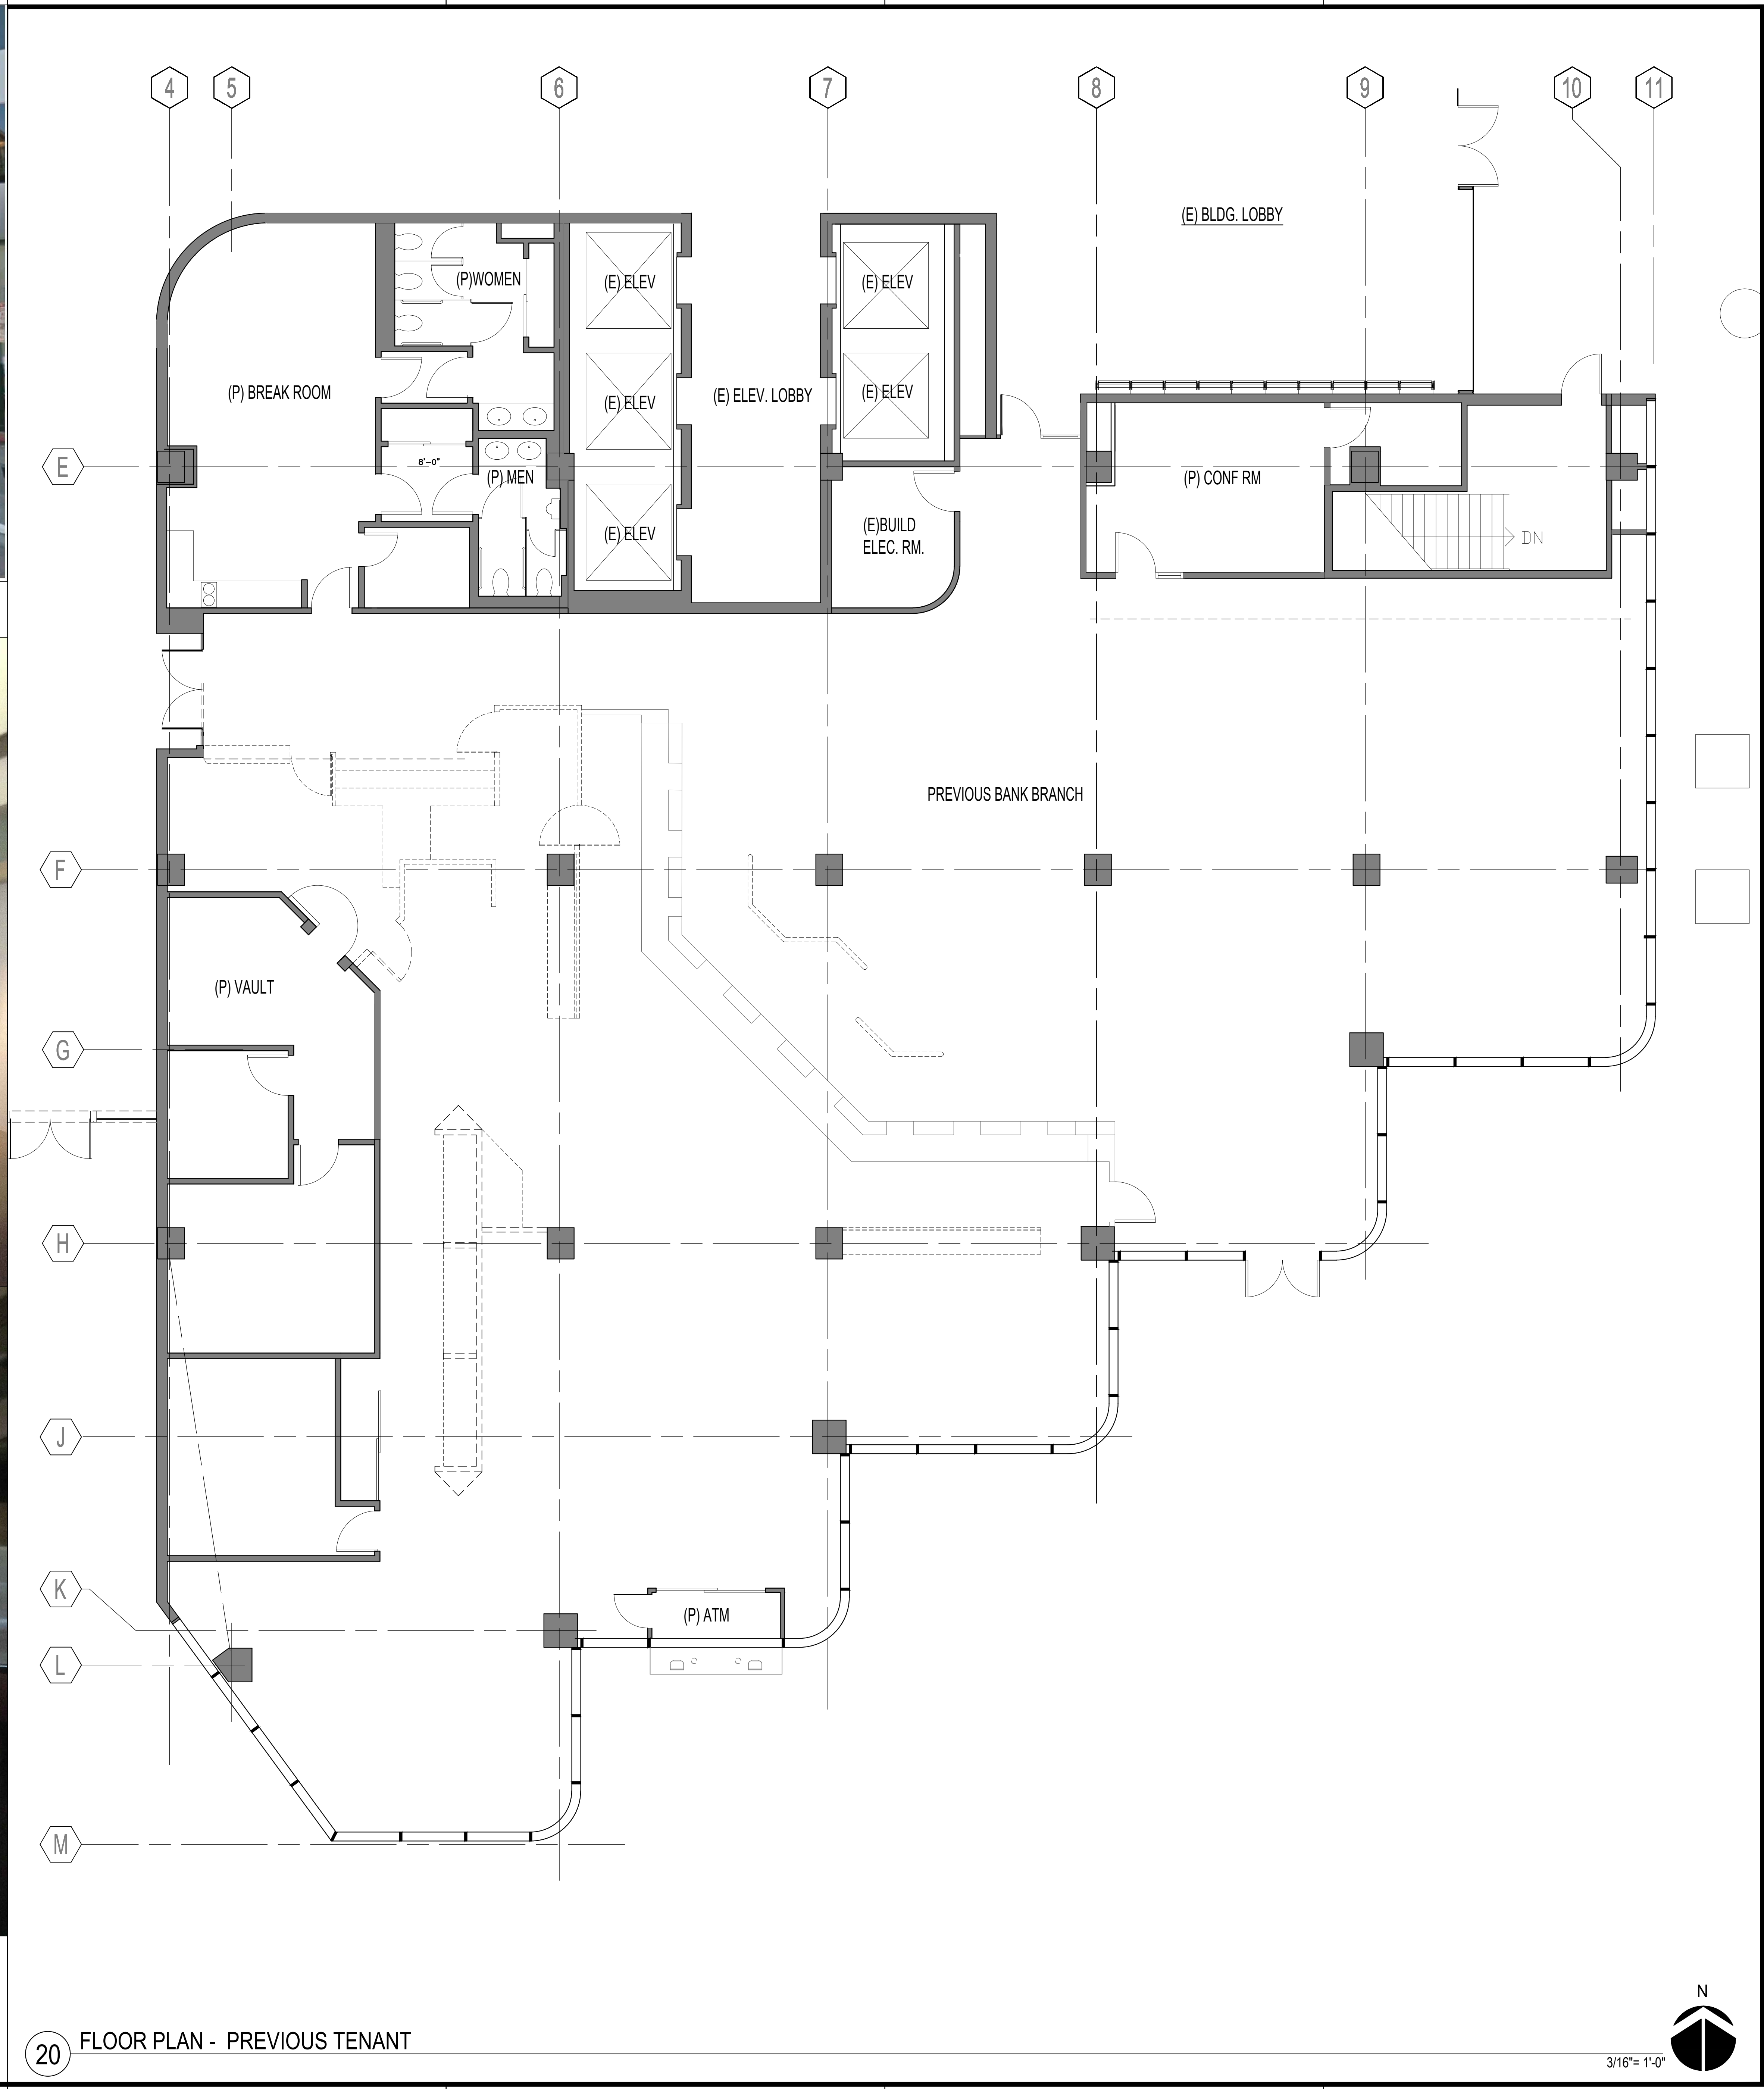 4 5 6 7 8 9 10 11
(E) BLDG. LOBBY
(P)WOMEN
(E) ELEV
(E) ELEV
(P) BREAK ROOM
(E) ELEV
(E) ELEV. LOBBY
(E) ELEV
E
8'-0"
(P) MEN
(P) CONF RM
(E) ELEV
(E)BUILD
ELEC. RM.
DN
PREVIOUS BANK BRANCH
F
(P) VAULT
G
H
J
K
(P) ATM
L
M
N
20
FLOOR PLAN - PREVIOUS TENANT
3/16"= 1'-0"